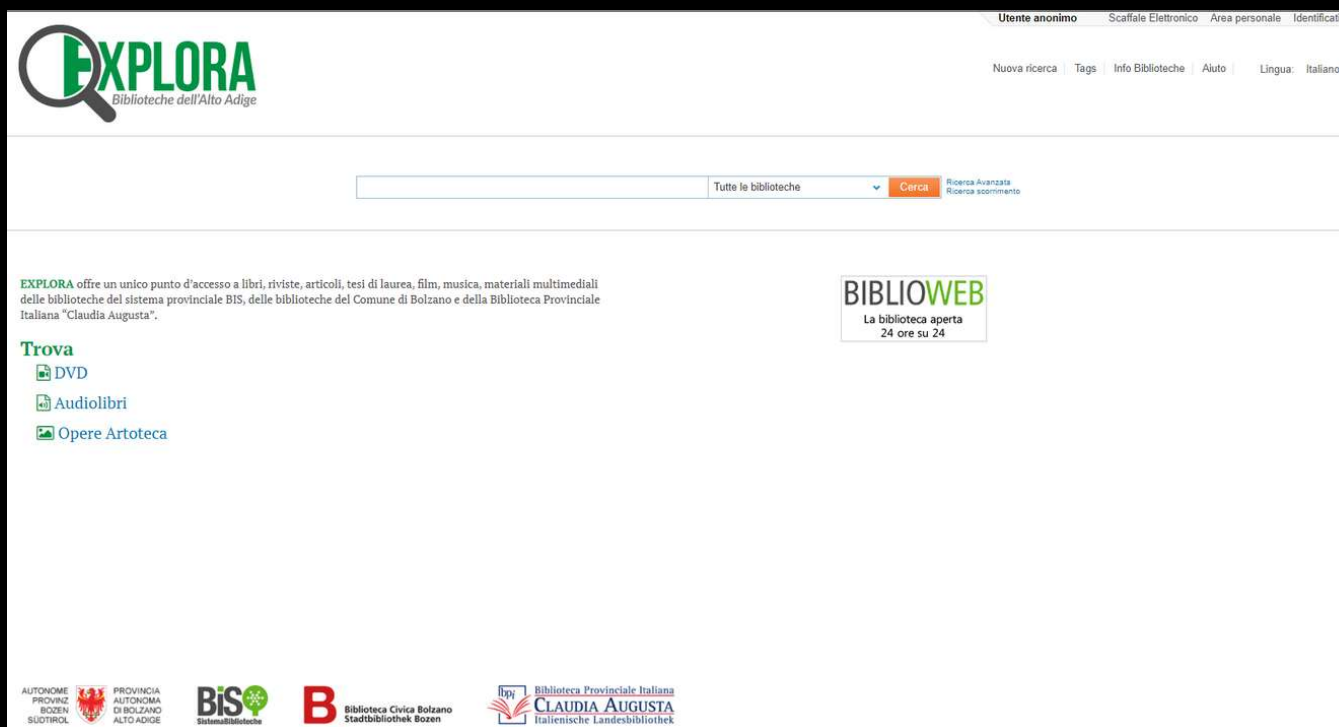 Utente anonimo Scaffale Elettronico Area personale Identificati
EXPLORA
Biblioteche dell'Alto Adige
Nuova ricerca Tags Info Biblioteche Aiuto Lingua: Italiano
Tutte le biblioteche Cerca
Ricerca Avanzata
Ricerca scorrimento
EXPLORA offre un unico punto d'accesso a libri, riviste, articoli, tesi di laurea, film, musica, materiali multimediali
delle biblioteche del sistema provinciale BIS, delle biblioteche del Comune di Bolzano e della Biblioteca Provinciale
Italiana "Claudia Augusta".
BIBLIOWEB
La biblioteca aperta
24 ore su 24
Trova
DVD
Audiolibri
Opere Artoteca
AUTONOME
PROVINZ
BOZEN
SÜDTIROL
PROVINCIA
AUTONOMA
DI BOLZANO
ALTO ADIGE
BiS
SistemaBiblioteche
B
Biblioteca Civica Bolzano
Stadtbibliothek Bozen
bpi
Biblioteca Provinciale Italiana
CLAUDIA AUGUSTA
Italienische Landesbibliothek